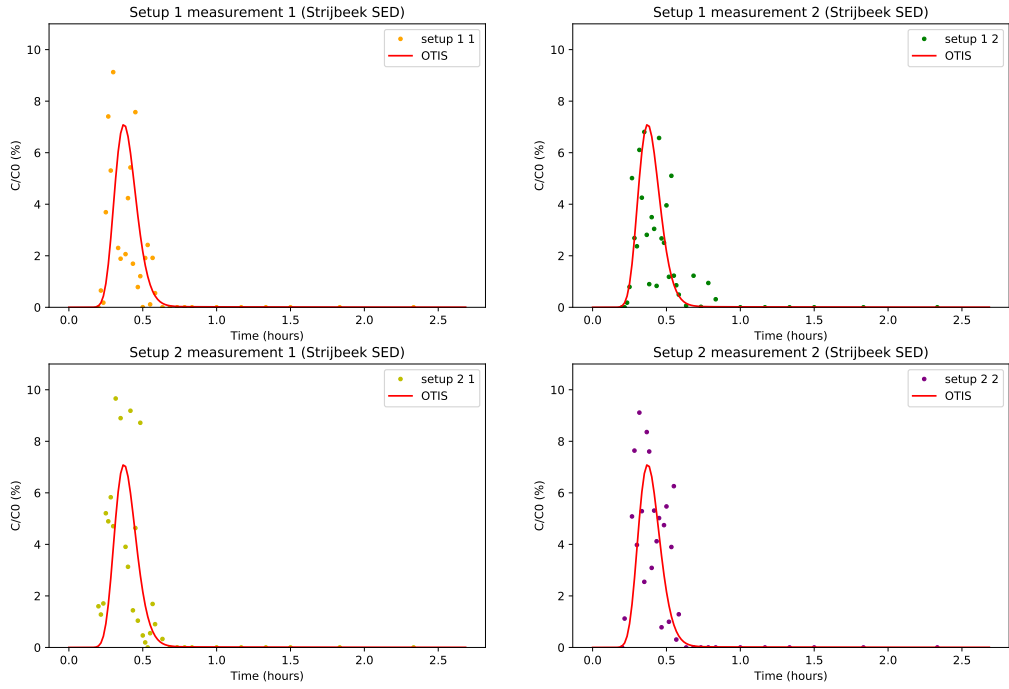 Setup 1 measurement 1 (Strijbeek SED)
setup 1 1
OTIS
C/C0 (%)
10
8
6
4
2
0
0.0 0.5 1.0 1.5 2.0 2.5
Time (hours)
Setup 1 measurement 2 (Strijbeek SED)
setup 1 2
OTIS
C/C0 (%)
10
8
6
4
2
0
0.0 0.5 1.0 1.5 2.0 2.5
Time (hours)
Setup 2 measurement 1 (Strijbeek SED)
setup 2 1
OTIS
C/C0 (%)
10
8
6
4
2
0
0.0 0.5 1.0 1.5 2.0 2.5
Time (hours)
Setup 2 measurement 2 (Strijbeek SED)
setup 2 2
OTIS
C/C0 (%)
10
8
6
4
2
0
0.0 0.5 1.0 1.5 2.0 2.5
Time (hours)